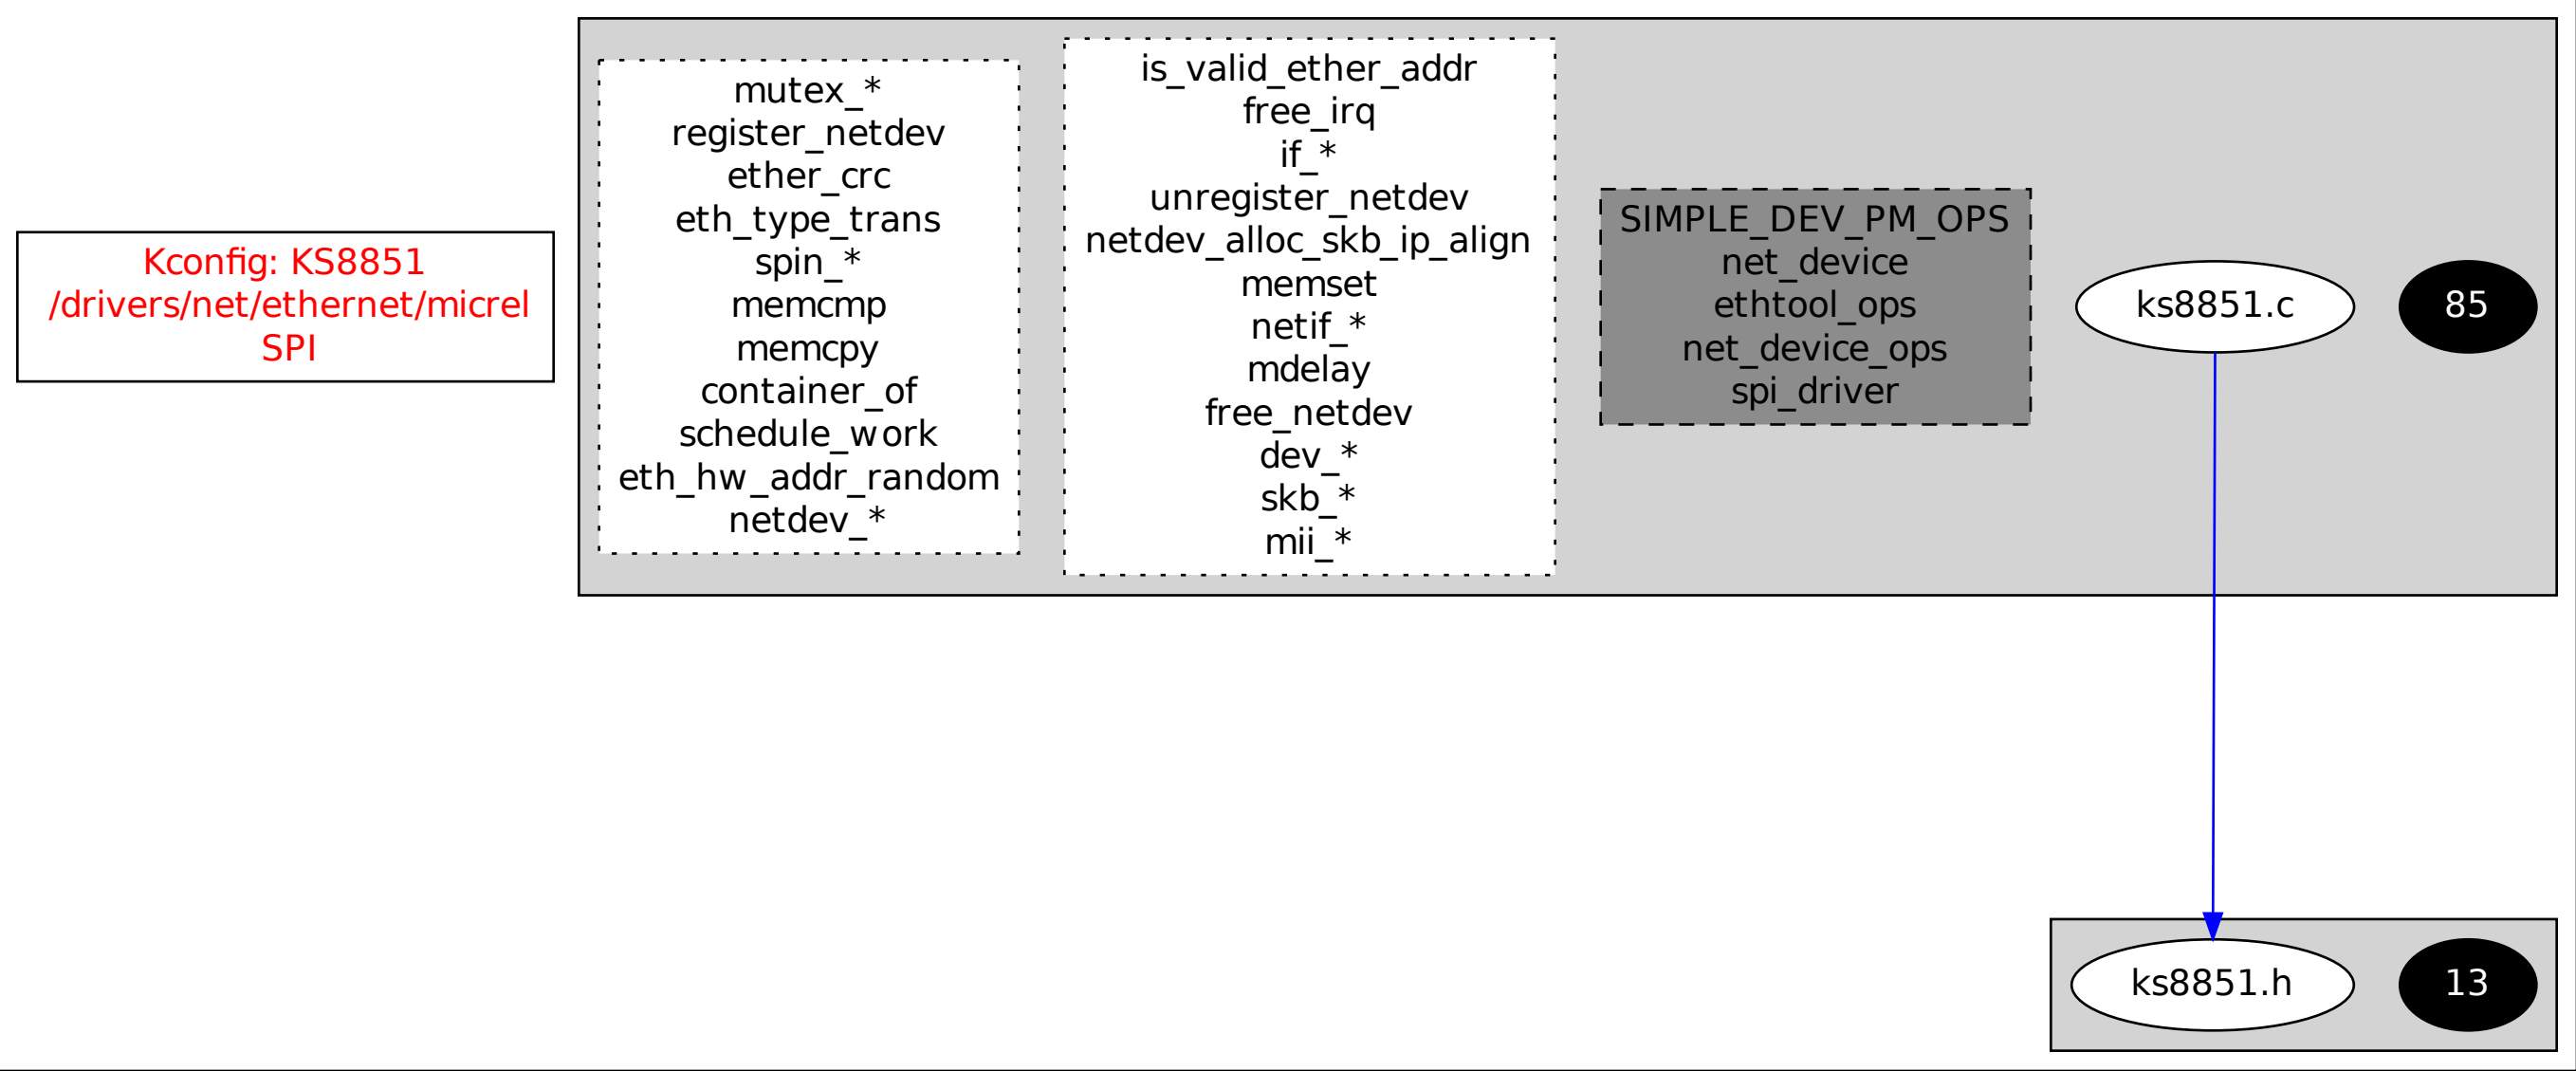 Kconfig: KS8851
/drivers/net/ethernet/micrel
SPI
mutex_*
register_netdev
ether_crc
eth_type_trans
spin_*
memcmp
memcpy
container_of
schedule_work
eth_hw_addr_random
netdev_*
is_valid_ether_addr
free_irq
if_*
unregister_netdev
netdev_alloc_skb_ip_align
memset
netif_*
mdelay
free_netdev
dev_*
skb_*
mii_*
SIMPLE_DEV_PM_OPS
net_device
ethtool_ops
net_device_ops
spi_driver
ks8851.c
85
ks8851.h
13